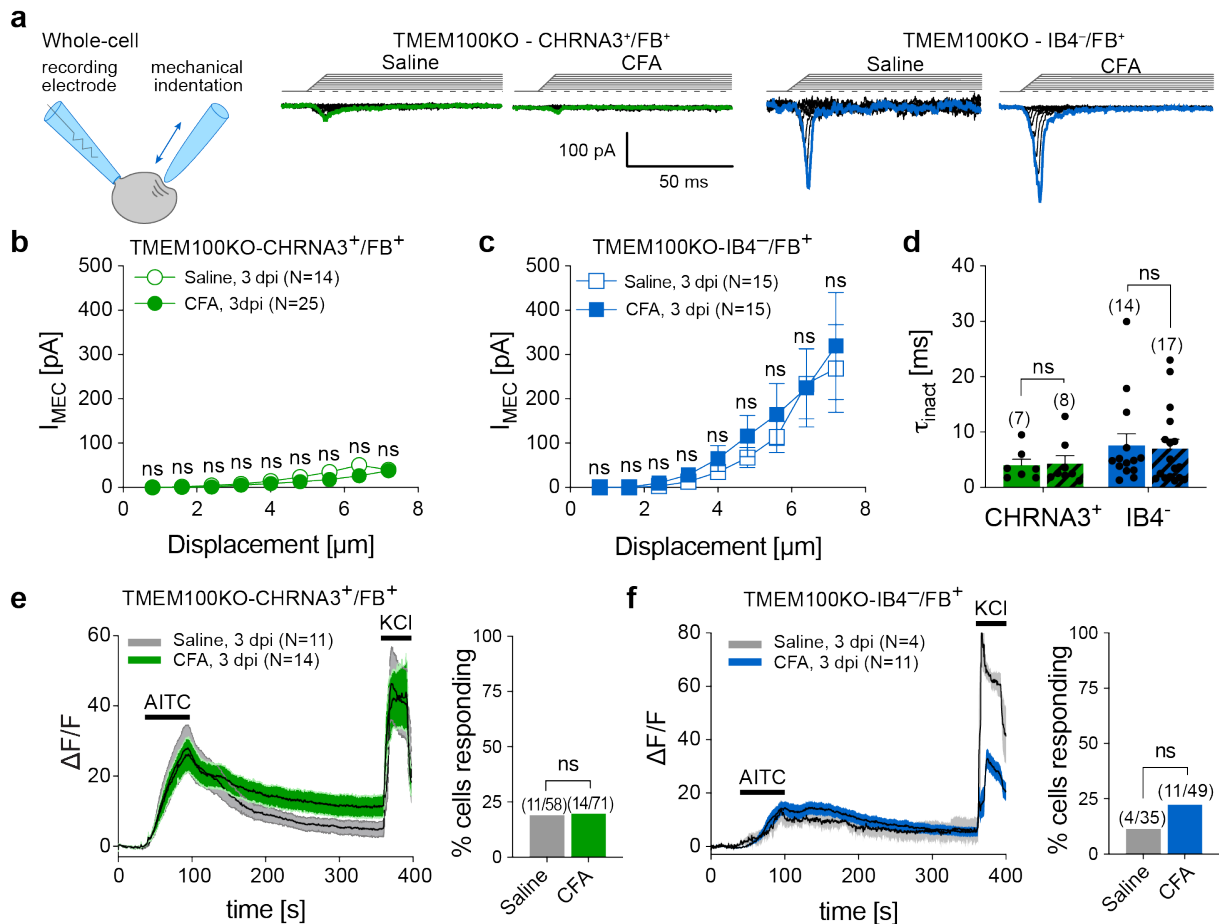 a
Whole-cell
recording electrode
mechanical indentation
TMEM100KO - CHRNA3⁺/FB⁺
Saline
CFA
TMEM100KO - IB4⁻/FB⁺
Saline
CFA
100 pA
50 ms
b
TMEM100KO-CHRNA3⁺/FB⁺
Saline, 3 dpi (N=14)
CFA, 3dpi (N=25)
I_MEC [pA]
500
400
300
200
100
0
ns ns ns ns ns ns ns ns ns
0 2 4 6 8
Displacement [µm]
c
TMEM100KO-IB4⁻/FB⁺
Saline, 3 dpi (N=15)
CFA, 3 dpi (N=15)
I_MEC [pA]
500
400
300
200
100
0
ns ns ns ns ns ns ns ns ns
0 2 4 6 8
Displacement [µm]
d
τ_inact [ms]
40
30
20
10
0
ns
ns
(7)
(8)
(14)
(17)
CHRNA3⁺ IB4⁻
e
TMEM100KO-CHRNA3⁺/FB⁺
KCl
Saline, 3 dpi (N=11)
CFA, 3 dpi (N=14)
AITC
ΔF/F
60
40
20
0
0 100 200 300 400
time [s]
% cells responding
100
75
50
25
0
ns
(11/58) (14/71)
Saline
CFA
f
TMEM100KO-IB4⁻/FB⁺
KCl
Saline, 3 dpi (N=4)
CFA, 3 dpi (N=11)
AITC
ΔF/F
80
60
40
20
0
0 100 200 300 400
time [s]
% cells responding
100
75
50
25
0
ns
(4/35)
(11/49)
Saline
CFA